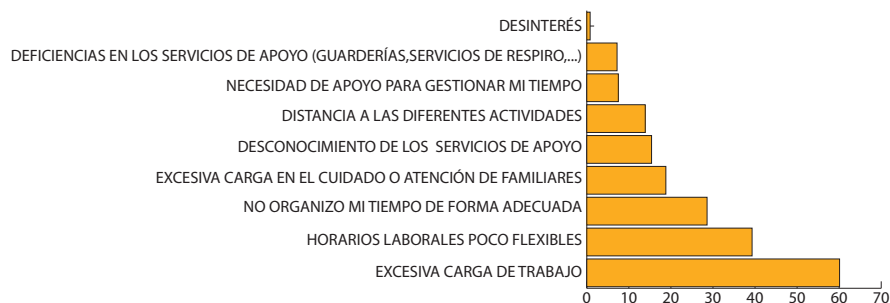 DESINTERÉS
DEFICIENCIAS EN LOS SERVICIOS DE APOYO (GUARDERÍAS,SERVICIOS DE RESPIRO,...)
NECESIDAD DE APOYO PARA GESTIONAR MI TIEMPO
DISTANCIA A LAS DIFERENTES ACTIVIDADES
DESCONOCIMIENTO DE LOS SERVICIOS DE APOYO
EXCESIVA CARGA EN EL CUIDADO O ATENCIÓN DE FAMILIARES
NO ORGANIZO MI TIEMPO DE FORMA ADECUADA
HORARIOS LABORALES POCO FLEXIBLES
EXCESIVA CARGA DE TRABAJO
0 10 20 30 40 50 60 70